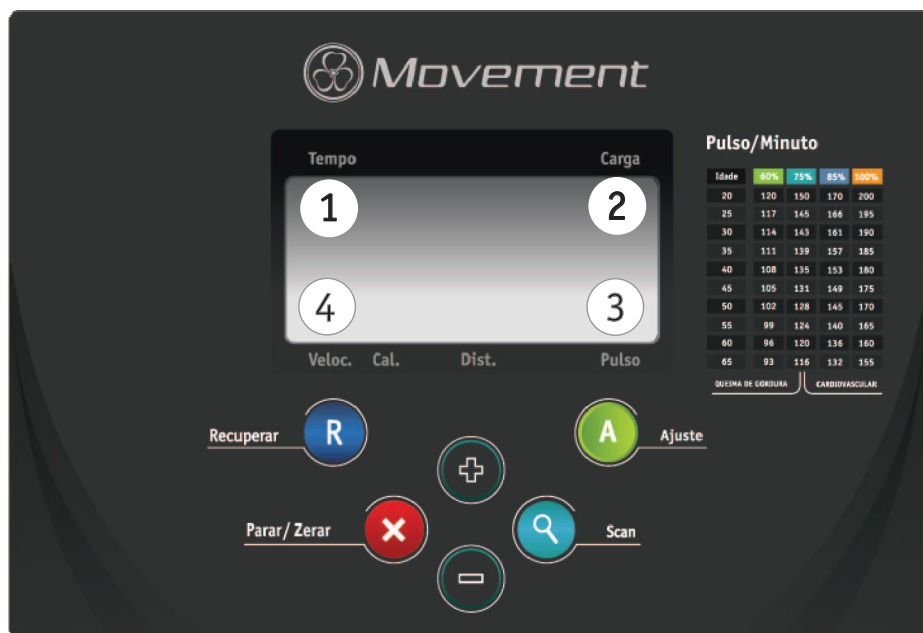 Movement
Tempo Carga
1 2
4 3
Veloc. Cal. Dist. Pulso
Pulso/Minuto
Idade 60% 75% 85% 100%
20 120 150 170 200
25 117 145 166 195
30 114 143 161 190
35 111 139 157 185
40 108 135 153 180
45 105 131 149 175
50 102 128 145 170
55 99 124 140 165
60 96 120 136 160
65 93 116 132 155
QUEIMA DE GORDURA CARDIOVASCULAR
Recuperar R A Ajuste
Parar/ Zerar Scan